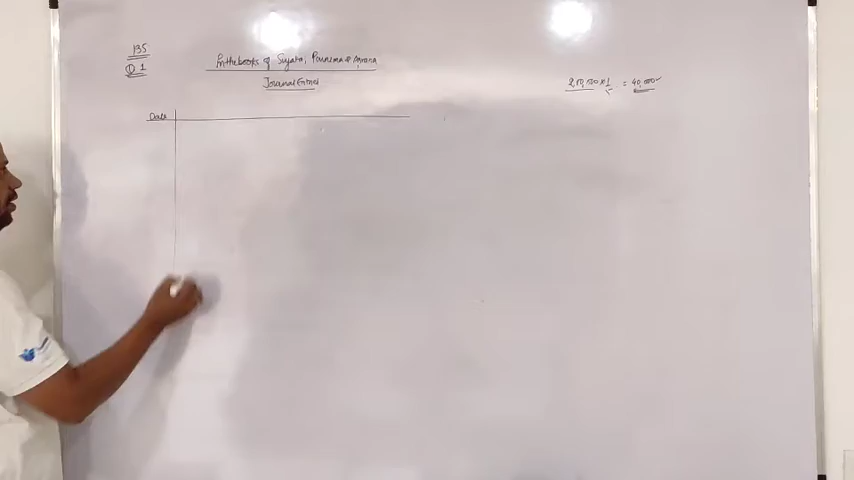 135
Q 1
In the books of Sujata, Pournima & Aparna
Journal Entries
2,00,000 × 1/5 = 40,000
Date